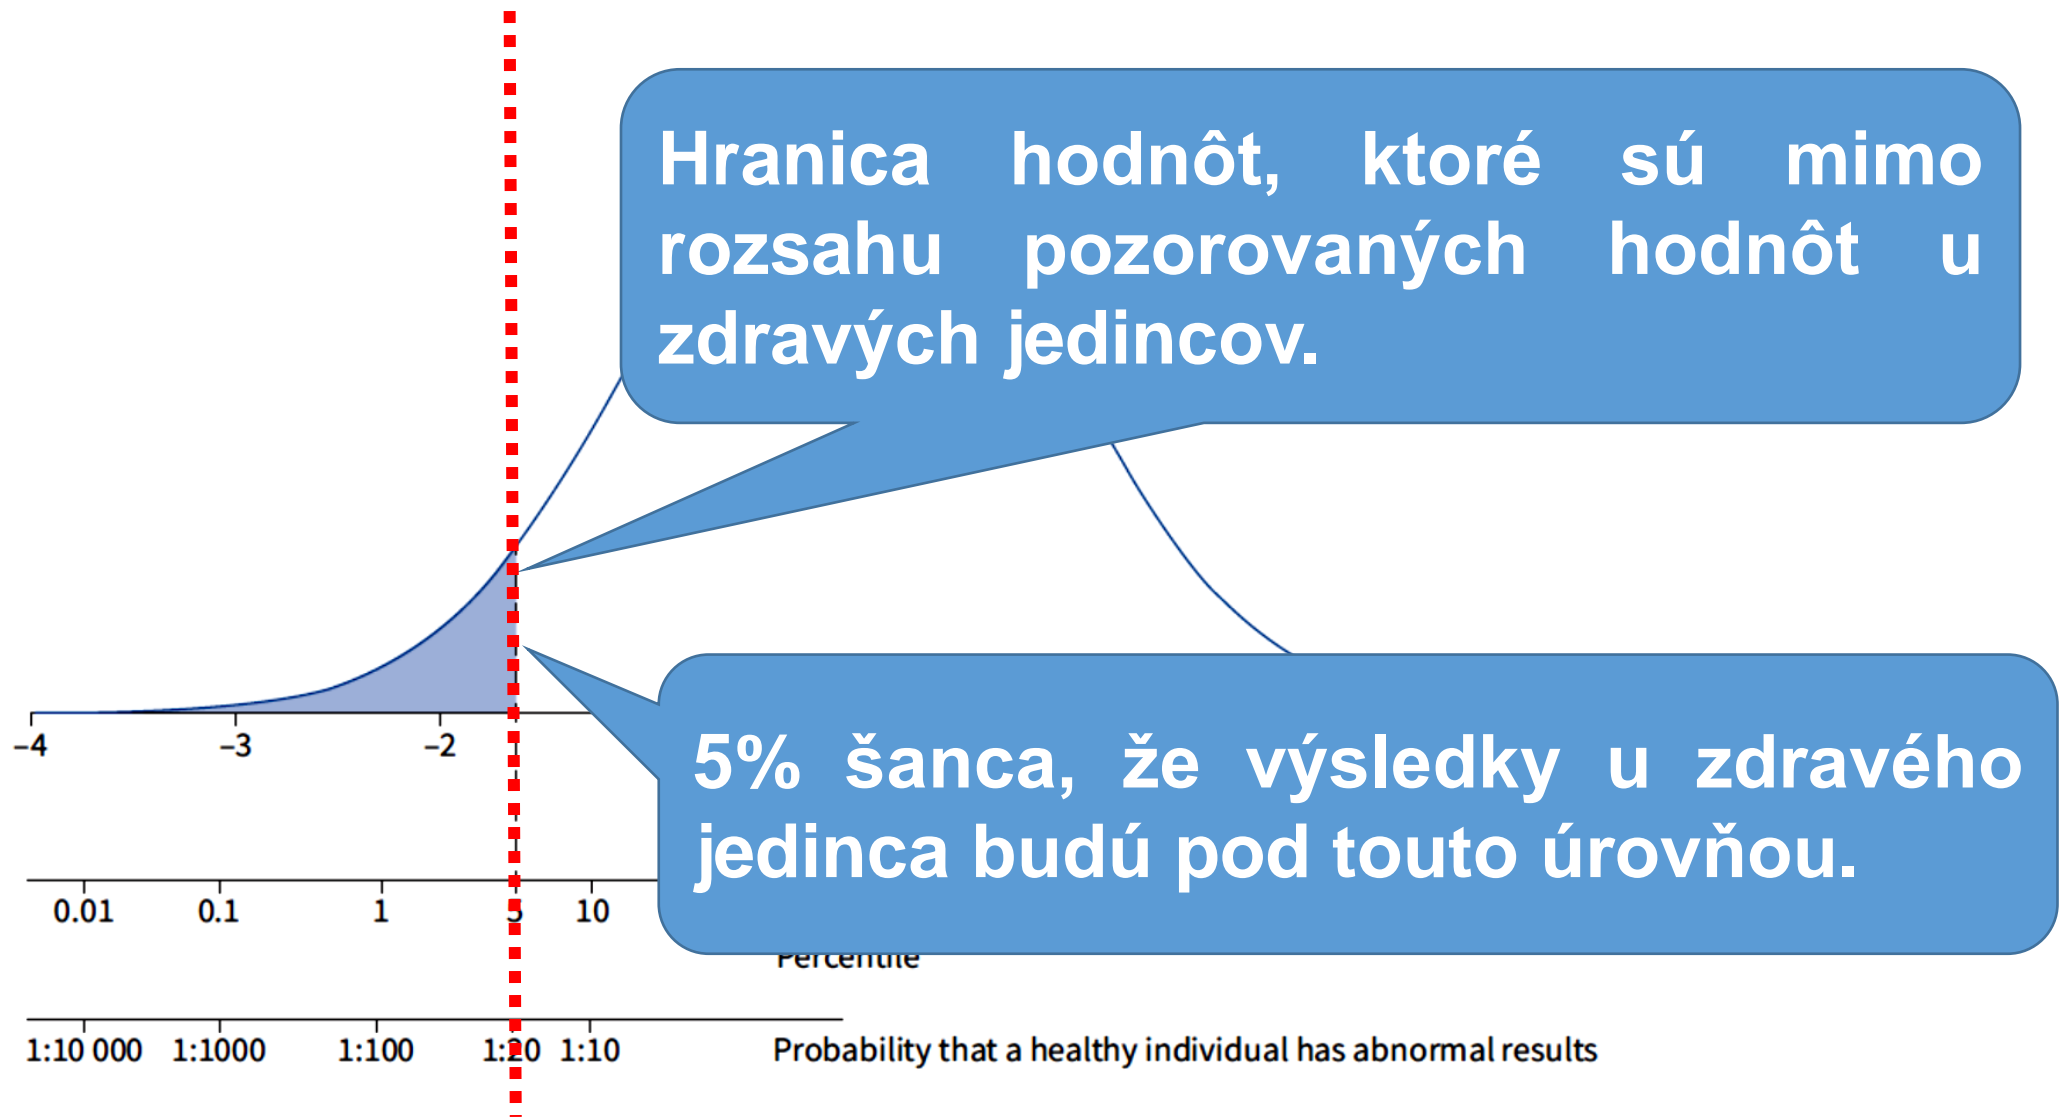 Hranica hodnôt, ktoré sú mimo
rozsahu pozorovaných hodnôt u
zdravých jedincov.
–4 –3 –2
5% šanca, že výsledky u zdravého
jedinca budú pod touto úrovňou.
0.01 0.1 1 5 10
Percentile
1:10 000 1:1000 1:100 1:20 1:10 Probability that a healthy individual has abnormal results